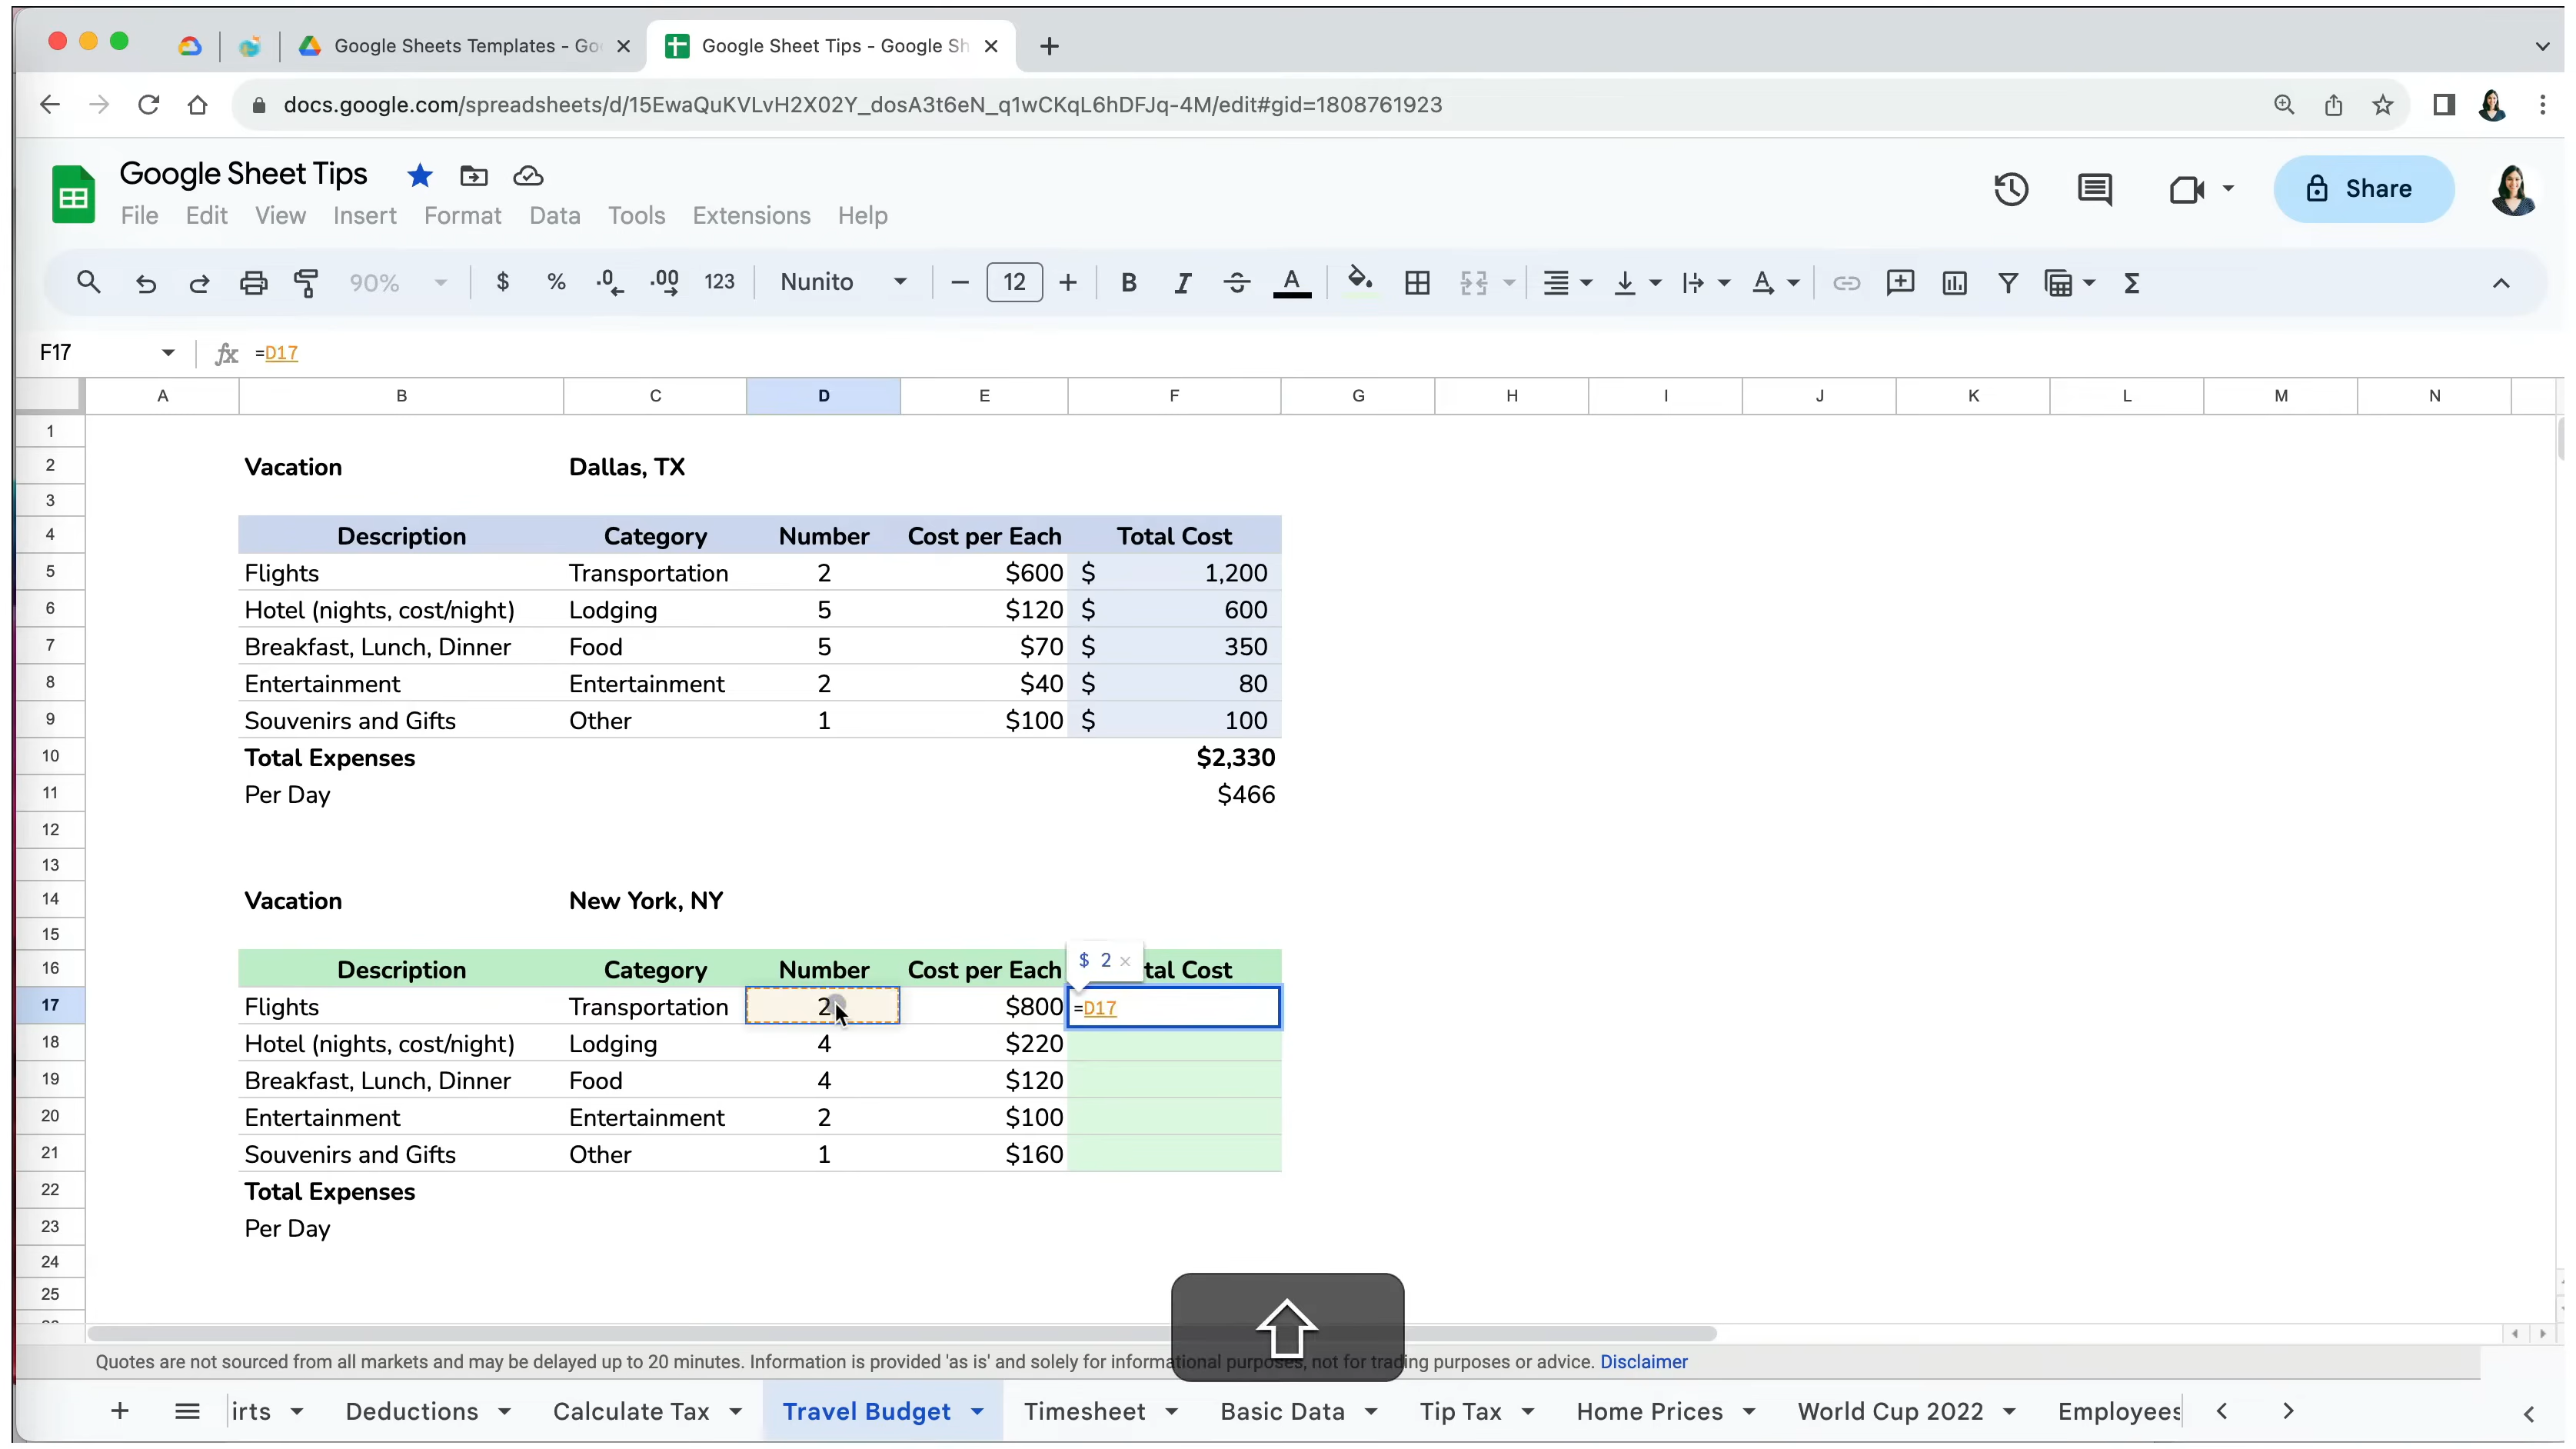 Google Sheets Templates - Goo
Google Sheet Tips - Google Sh
docs.google.com/spreadsheets/d/15EwaQuKVLvH2X02Y_dosA3t6eN_q1wCKqL6hDFJq-4M/edit#gid=1808761923
Google Sheet Tips
File Edit View Insert Format Data Tools Extensions Help
Share
90% $ % .0 .00 123 Nunito 12 B I S A Σ
F17 fx =D17
A B C D E F G H I J K L M N
1
2 Vacation Dallas, TX
3
4 Description Category Number Cost per Each Total Cost
5 Flights Transportation 2 $600 $ 1,200
6 Hotel (nights, cost/night) Lodging 5 $120 $ 600
7 Breakfast, Lunch, Dinner Food 5 $70 $ 350
8 Entertainment Entertainment 2 $40 $ 80
9 Souvenirs and Gifts Other 1 $100 $ 100
10 Total Expenses $2,330
11 Per Day $466
12
13
14 Vacation New York, NY
15
$ 2 ×
16 Description Category Number Cost per Each tal Cost
17 Flights Transportation 2 $800 =D17
18 Hotel (nights, cost/night) Lodging 4 $220
19 Breakfast, Lunch, Dinner Food 4 $120
20 Entertainment Entertainment 2 $100
21 Souvenirs and Gifts Other 1 $160
22 Total Expenses
23 Per Day
24
25
Quotes are not sourced from all markets and may be delayed up to 20 minutes. Information is provided 'as is' and solely for informational purposes, not for trading purposes or advice. Disclaimer
irts Deductions Calculate Tax Travel Budget Timesheet Basic Data Tip Tax Home Prices World Cup 2022 Employees